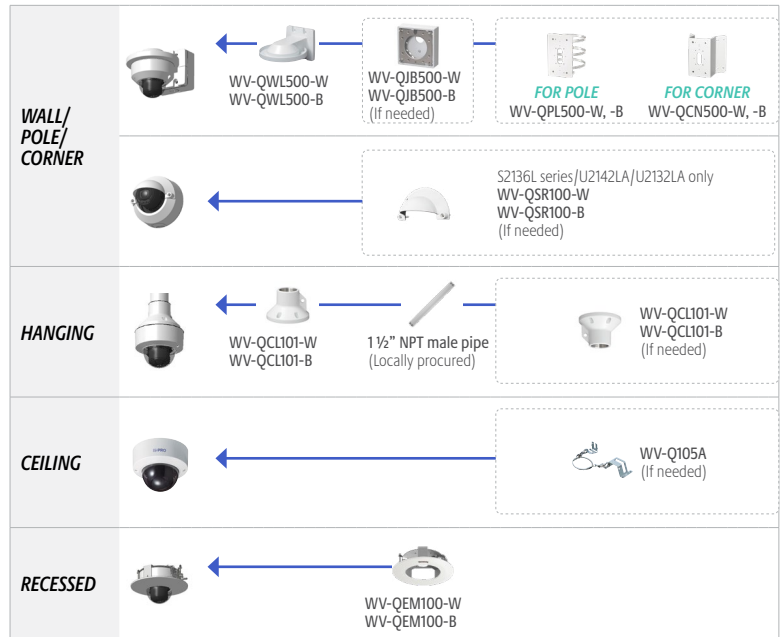 WALL/
POLE/
CORNER
WV-QWL500-W
WV-QWL500-B
WV-QJB500-W
WV-QJB500-B
(If needed)
FOR POLE
WV-QPL500-W, -B
FOR CORNER
WV-QCN500-W, -B
S2136L series/U2142LA/U2132LA only
WV-QSR100-W
WV-QSR100-B
(If needed)
HANGING
WV-QCL101-W
WV-QCL101-B
1 ½” NPT male pipe
(Locally procured)
WV-QCL101-W
WV-QCL101-B
(If needed)
CEILING
WV-Q105A
(If needed)
RECESSED
WV-QEM100-W
WV-QEM100-B